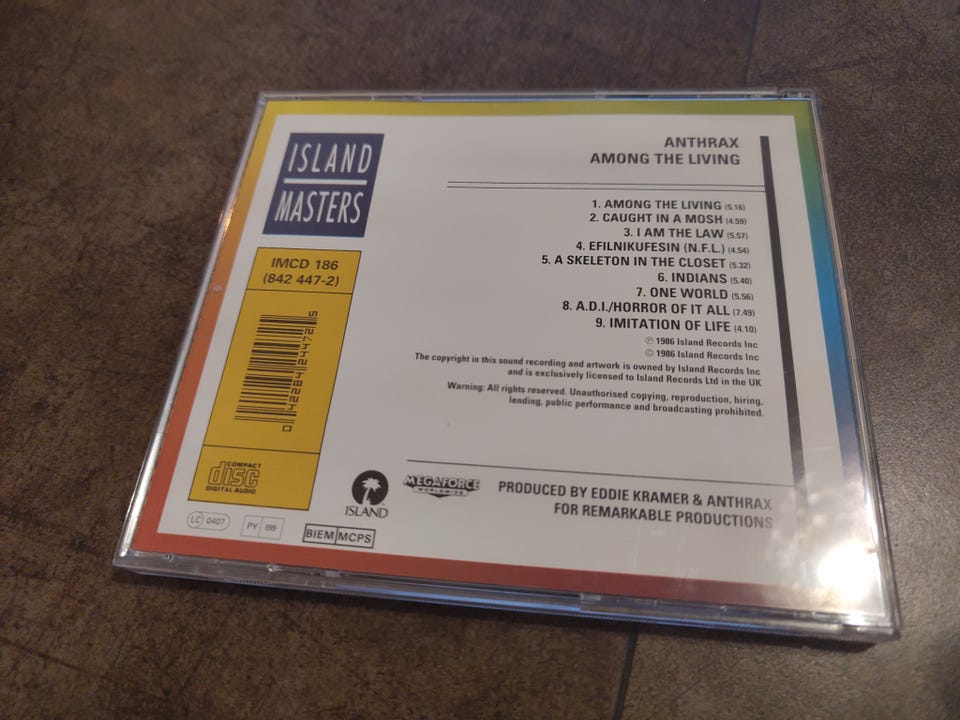 ISLAND
MASTERS
IMCD 186
(842 447-2)
0 42284 24472 5
COMPACT
disc
DIGITAL AUDIO
LC 0407
PY 899
BIEM MCPS
ISLAND
MEGAFORCE
WORLDWIDE
ANTHRAX
AMONG THE LIVING
1. AMONG THE LIVING (5.16)
2. CAUGHT IN A MOSH (4.59)
3. I AM THE LAW (5.57)
4. EFILNIKUFESIN (N.F.L.) (4.54)
5. A SKELETON IN THE CLOSET (5.32)
6. INDIANS (5.40)
7. ONE WORLD (5.56)
8. A.D.I./HORROR OF IT ALL (7.49)
9. IMITATION OF LIFE (4.10)
℗ 1986 Island Records Inc
© 1986 Island Records Inc
The copyright in this sound recording and artwork is owned by Island Records Inc
and is exclusively licensed to Island Records Ltd in the UK
Warning: All rights reserved. Unauthorised copying, reproduction, hiring,
lending, public performance and broadcasting prohibited.
PRODUCED BY EDDIE KRAMER & ANTHRAX
FOR REMARKABLE PRODUCTIONS